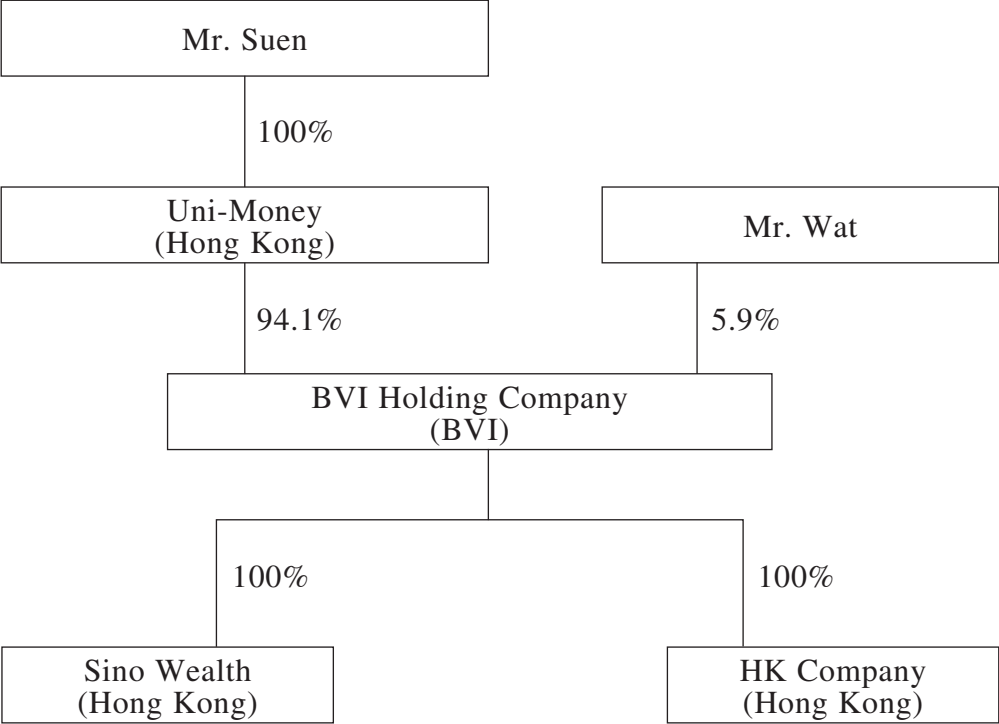 Mr. Suen
100%
Uni-Money
(Hong Kong)
Mr. Wat
94.1%
5.9%
BVI Holding Company
(BVI)
100%
100%
Sino Wealth
(Hong Kong)
HK Company
(Hong Kong)